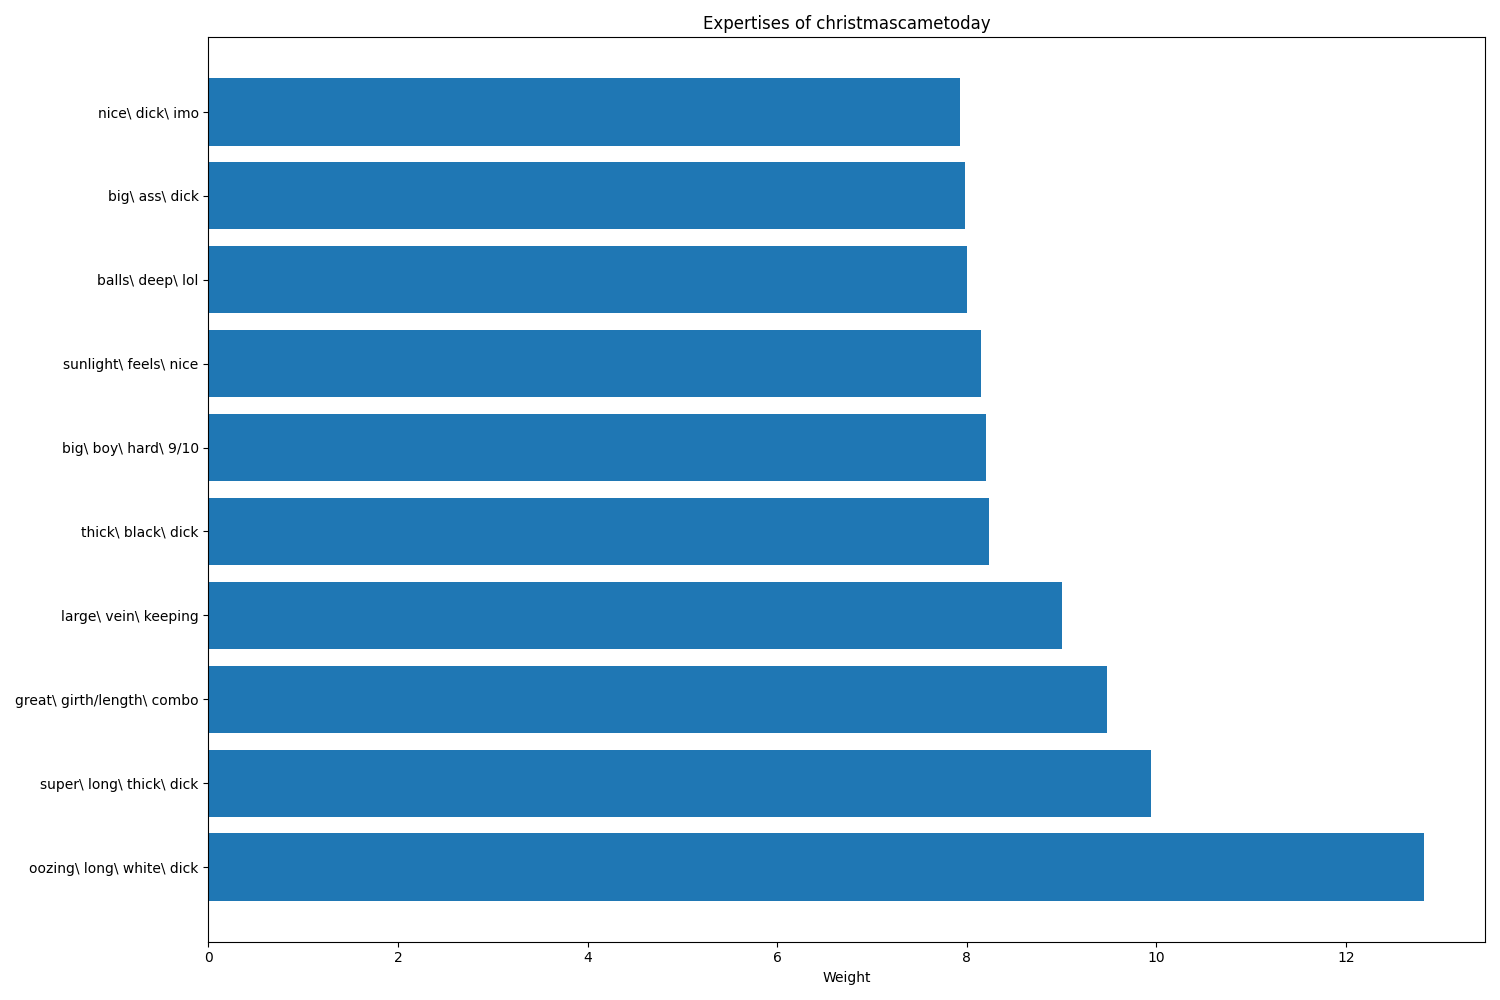 Expertises of christmascametoday
nice\ dick\ imo
big\ ass\ dick
balls\ deep\ lol
sunlight\ feels\ nice
big\ boy\ hard\ 9/10
thick\ black\ dick
large\ vein\ keeping
great\ girth/length\ combo
super\ long\ thick\ dick
oozing\ long\ white\ dick
0 2 4 6 8 10 12
Weight